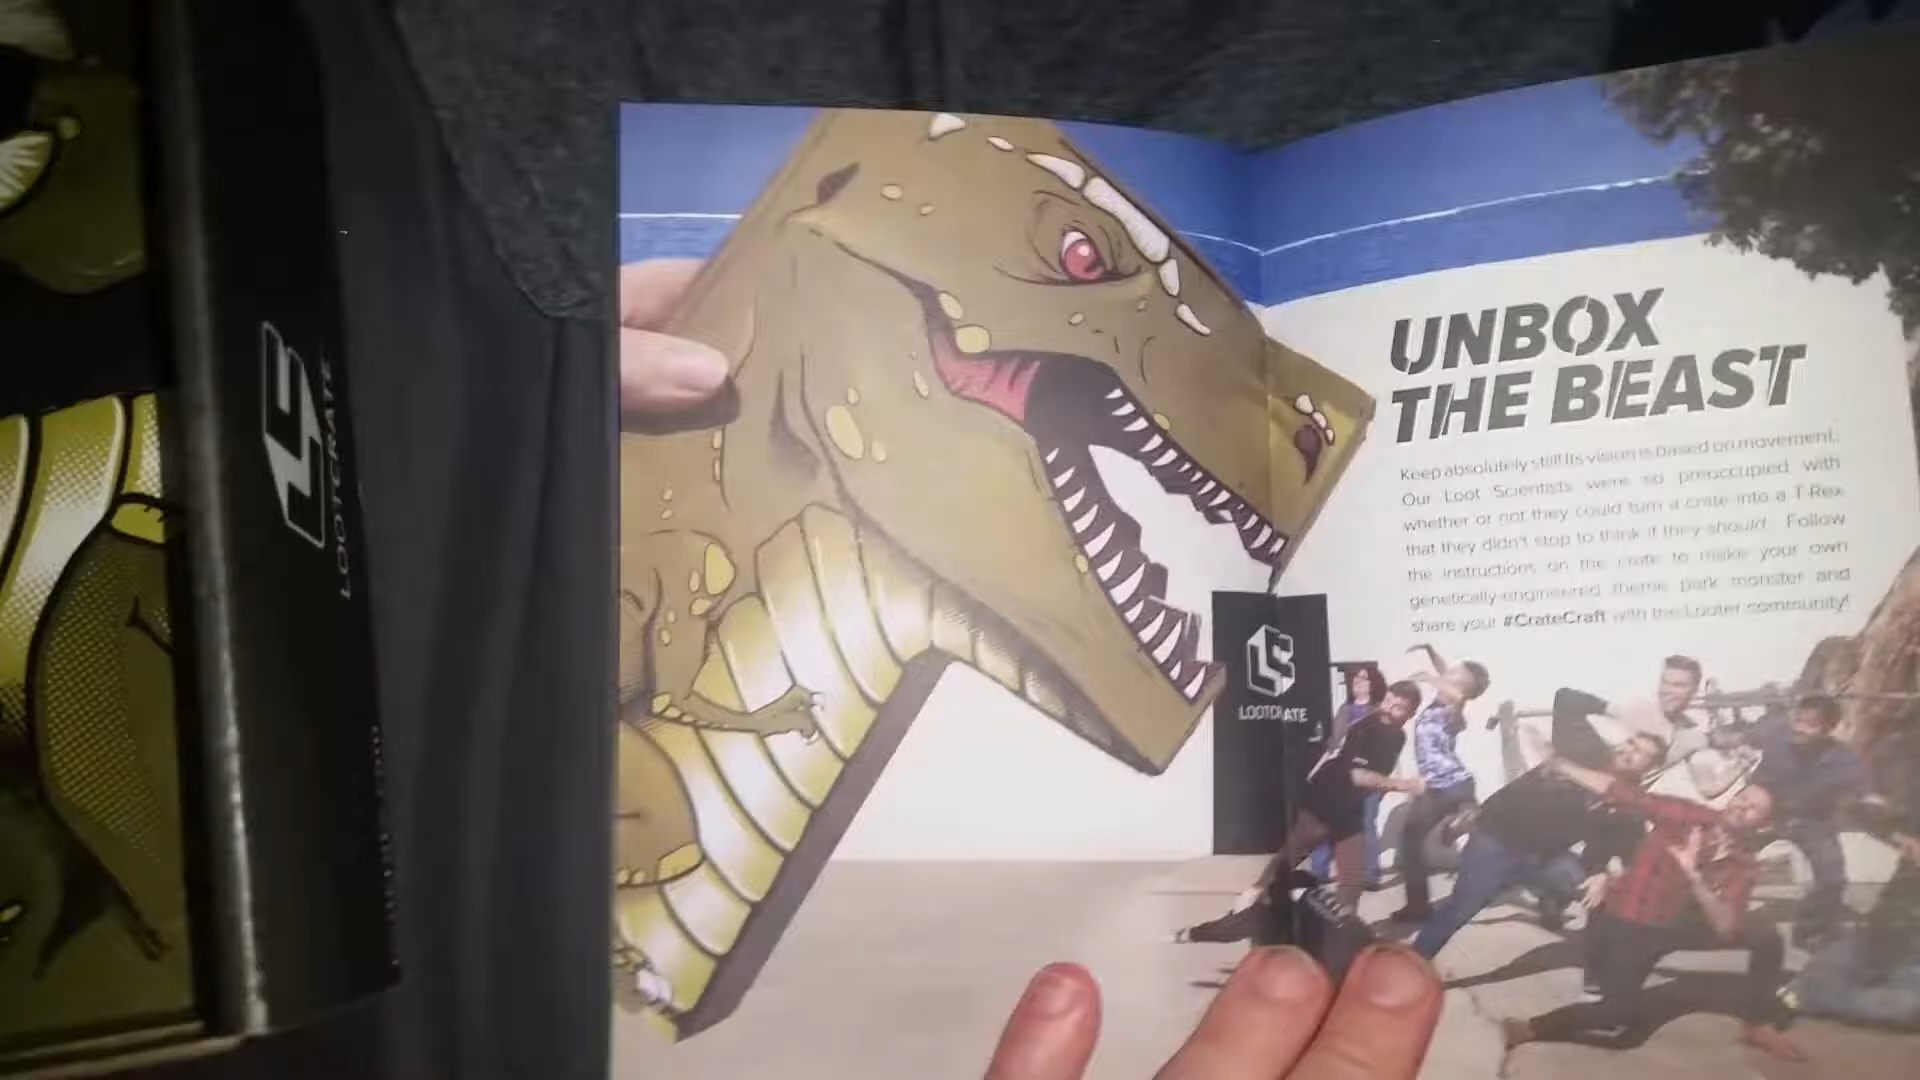 LOOTCRATE
UNBOX
THE BEAST
Keep absolutely still! Its vision is based on movement.
Our Loot Scientists were so preoccupied with
whether or not they could turn a crate into a T-Rex
that they didn't stop to think if they should. Follow
the instructions on the crate to make your own
genetically-engineered theme park monster and
share your #CrateCraft with the Looter community!
LOOTCRATE